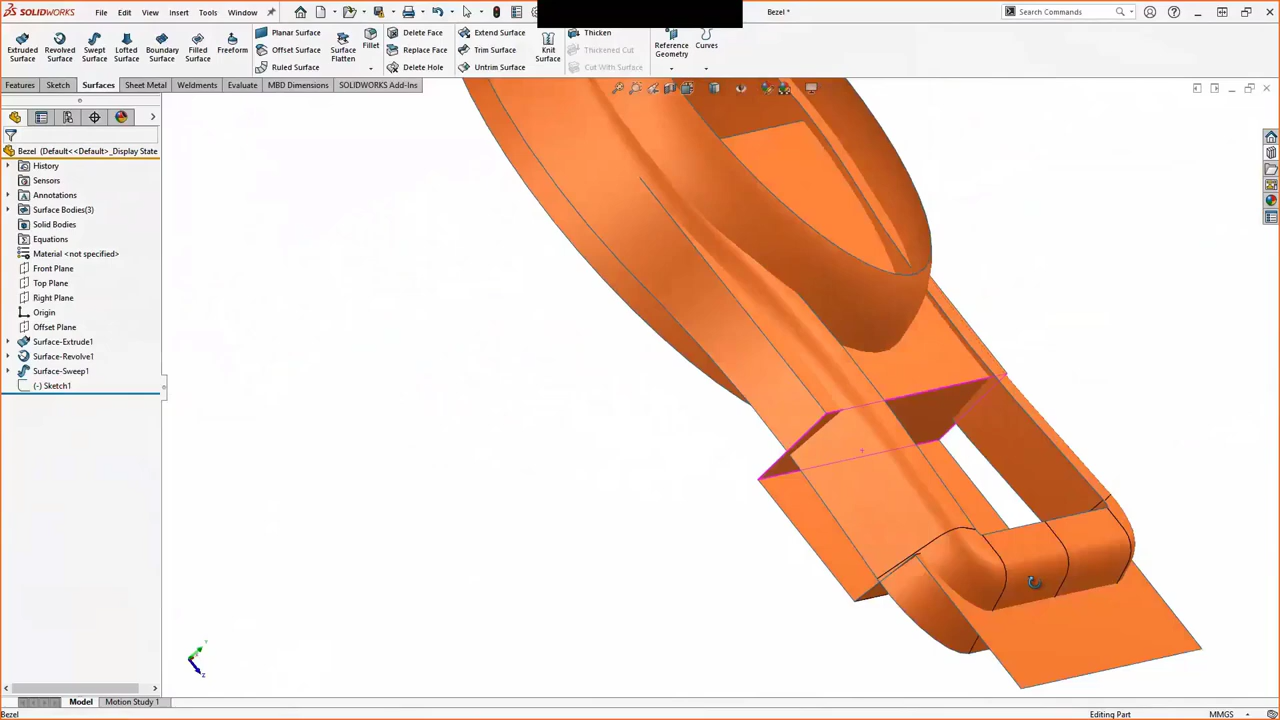 SOLIDWORKS File Edit View Insert Tools Window Bezel * Search Commands
Extruded Surface Revolved Surface Swept Surface Lofted Surface Boundary Surface Filled Surface Freeform Planar Surface Offset Surface Ruled Surface Surface Flatten Fillet Delete Face Replace Face Delete Hole Extend Surface Trim Surface Untrim Surface Knit Surface Thicken Thickened Cut Cut With Surface Reference Geometry Curves
Features Sketch Surfaces Sheet Metal Weldments Evaluate MBD Dimensions SOLIDWORKS Add-Ins
Bezel (Default<<Default>_Display State
History
Sensors
Annotations
Surface Bodies(3)
Solid Bodies
Equations
Material <not specified>
Front Plane
Top Plane
Right Plane
Origin
Offset Plane
Surface-Extrude1
Surface-Revolve1
Surface-Sweep1
(-) Sketch1
Y
Z
Model Motion Study 1
Bezel Editing Part MMGS